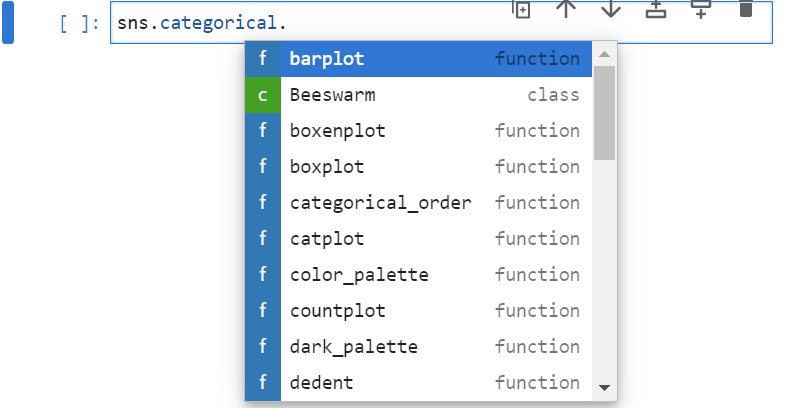 [ ]: sns.categorical.
f barplot function
c Beeswarm class
f boxenplot function
f boxplot function
f categorical_order function
f catplot function
f color_palette function
f countplot function
f dark_palette function
f dedent function